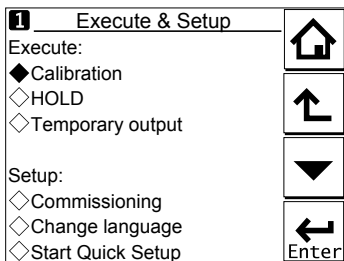 1 Execute & Setup
Execute:
◆Calibration
◇HOLD
◇Temporary output
Setup:
◇Commissioning
◇Change language
◇Start Quick Setup
Enter